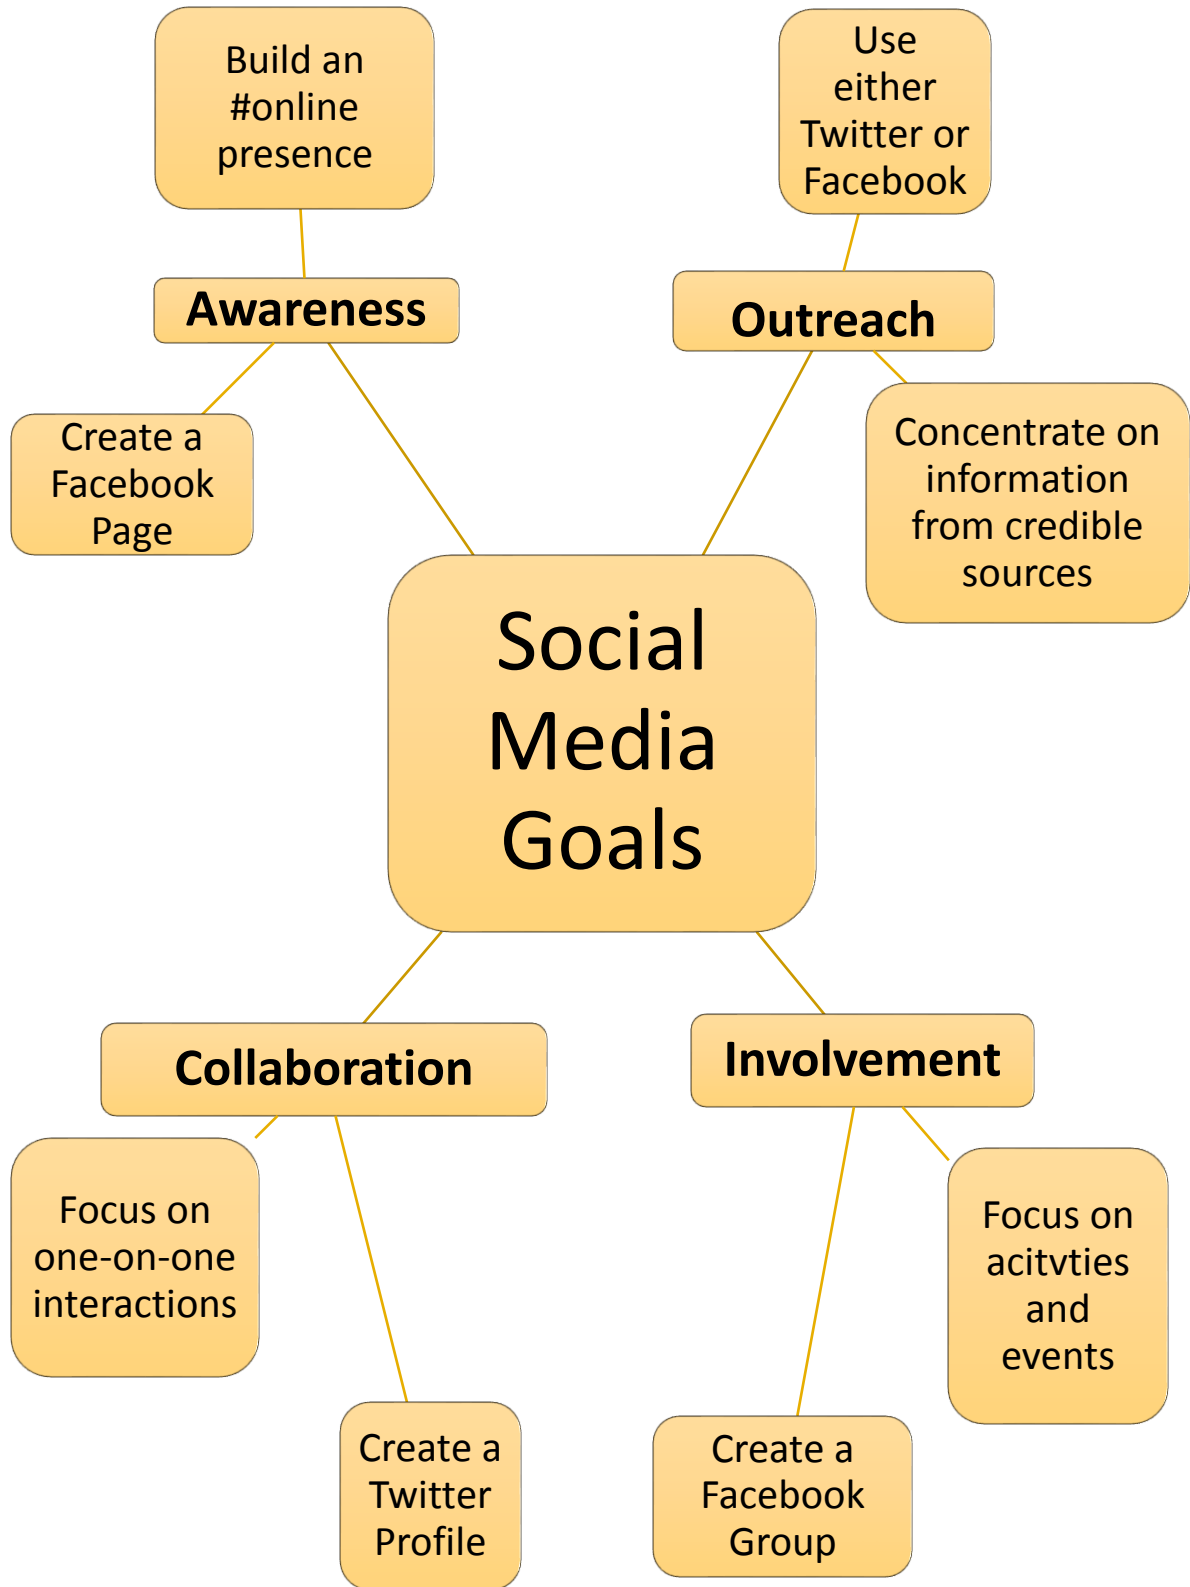 Build an
#online
presence
Awareness
Create a
Facebook
Page
Use
either
Twitter or
Facebook
Outreach
Concentrate on
information
from credible
sources
Social
Media
Goals
Collaboration
Focus on
one-on-one
interactions
Create a
Twitter
Profile
Involvement
Focus on
acitvties
and
events
Create a
Facebook
Group